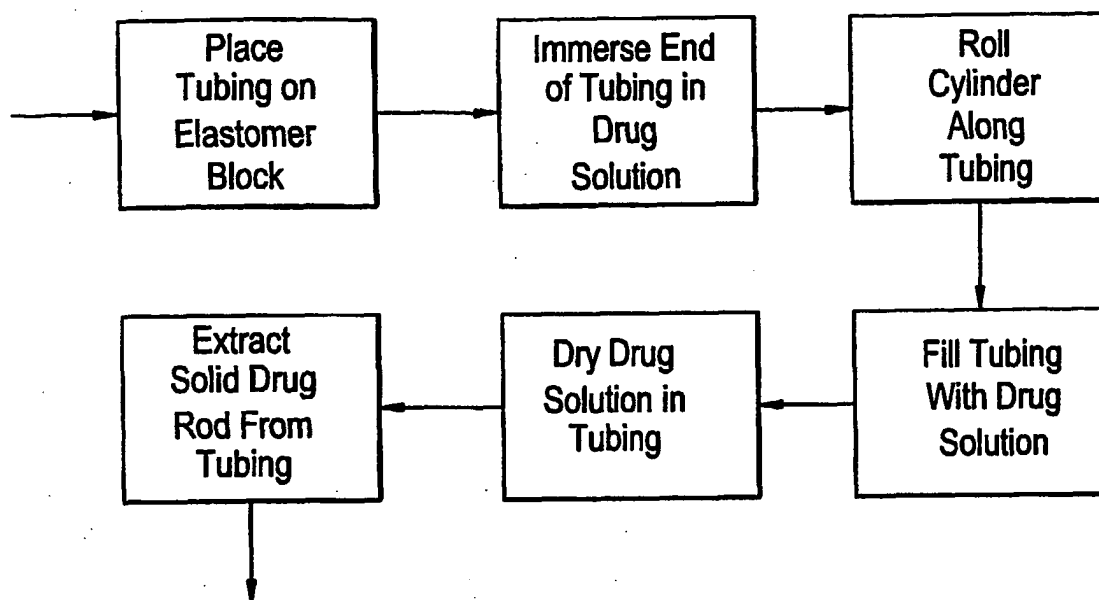 Place
Tubing on
Elastomer
Block
Immerse End
of Tubing in
Drug
Solution
Roll
Cylinder
Along
Tubing
Fill Tubing
With Drug
Solution
Dry Drug
Solution in
Tubing
Extract
Solid Drug
Rod From
Tubing